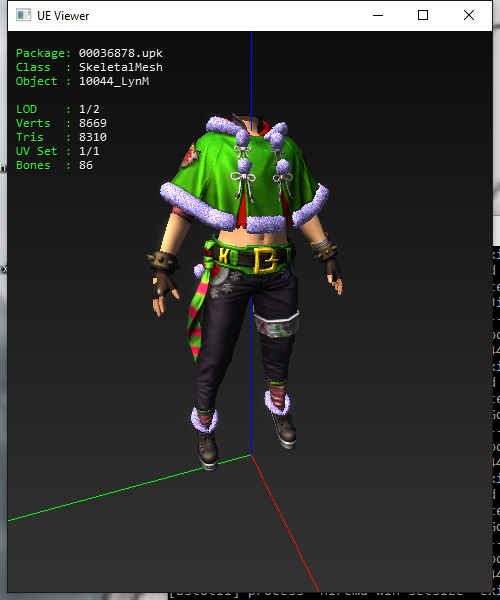 UE Viewer
Package: 00036878.upk
Class : SkeletalMesh
Object : 10044_LynM
LOD : 1/2
Verts : 8669
Tris : 8310
UV Set : 1/1
Bones : 86
K B